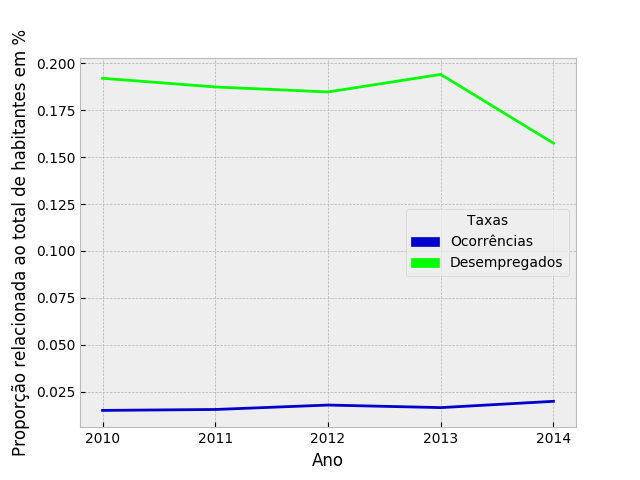 Proporção relacionada ao total de habitantes em %
0.200
0.175
0.150
0.125
0.100
0.075
0.050
0.025
Taxas
Ocorrências
Desempregados
2010 2011 2012 2013 2014
Ano